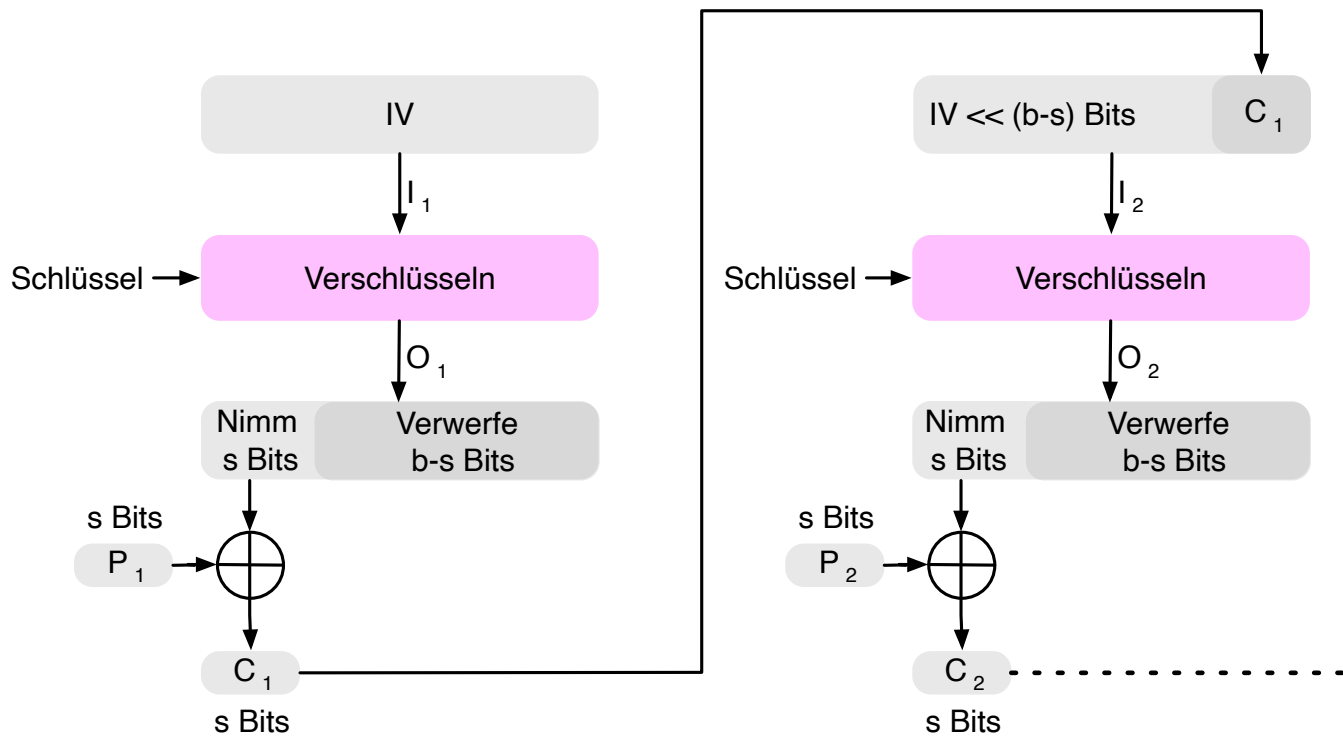 IV
I 1
Schlüssel
Verschlüsseln
O 1
Nimm
s Bits
Verwerfe
b-s Bits
s Bits
P 1
C 1
s Bits
IV << (b-s) Bits
C 1
I 2
Schlüssel
Verschlüsseln
O 2
Nimm
s Bits
Verwerfe
b-s Bits
s Bits
P 2
C 2
s Bits